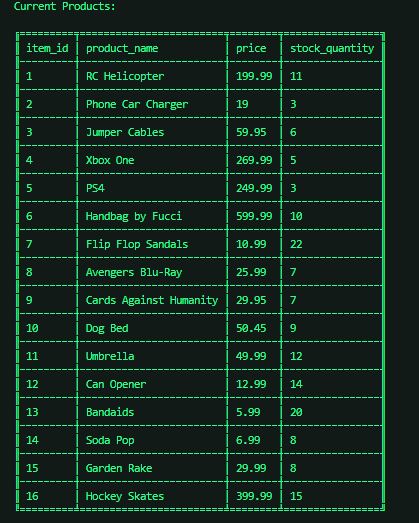 Current Products:
item_id product_name price stock_quantity
1 RC Helicopter 199.99 11
2 Phone Car Charger 19 3
3 Jumper Cables 59.95 6
4 Xbox One 269.99 5
5 PS4 249.99 3
6 Handbag by Fucci 599.99 10
7 Flip Flop Sandals 10.99 22
8 Avengers Blu-Ray 25.99 7
9 Cards Against Humanity 29.95 7
10 Dog Bed 50.45 9
11 Umbrella 49.99 12
12 Can Opener 12.99 14
13 Bandaids 5.99 20
14 Soda Pop 6.99 8
15 Garden Rake 29.99 8
16 Hockey Skates 399.99 15